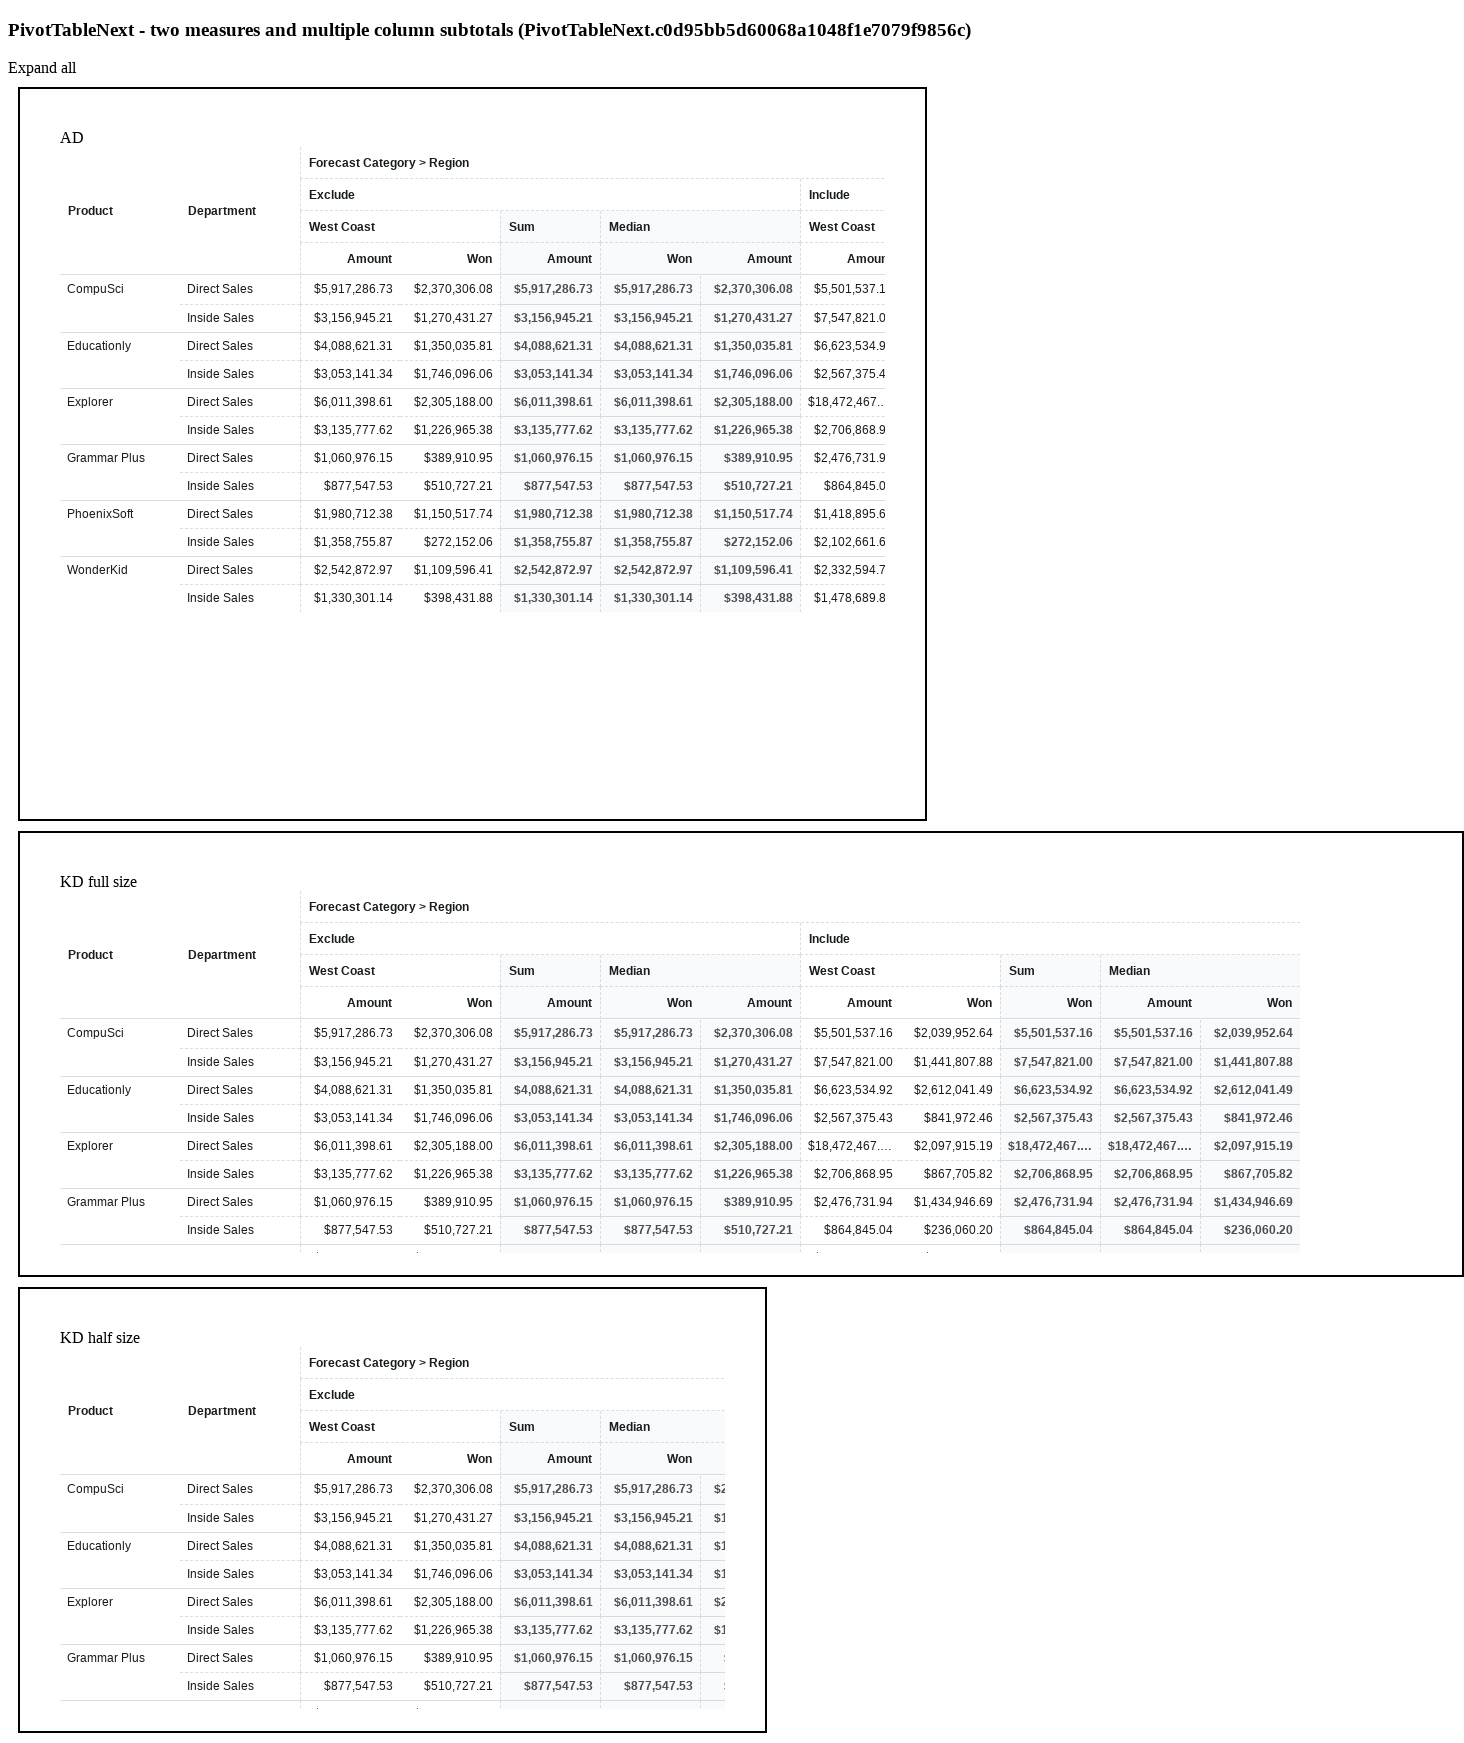 PivotTableNext - two measures and multiple column subtotals (PivotTableNext.c0d95bb5d60068a1048f1e7079f9856c)
Expand all
AD
Forecast Category > Region
Exclude Include
Product Department
West Coast Sum Median West Coast
Amount Won Amount Won Amount Amoun
CompuSci Direct Sales $5,917,286.73 $2,370,306.08 $5,917,286.73 $5,917,286.73 $2,370,306.08 $5,501,537.1
Inside Sales $3,156,945.21 $1,270,431.27 $3,156,945.21 $3,156,945.21 $1,270,431.27 $7,547,821.0
Educationly Direct Sales $4,088,621.31 $1,350,035.81 $4,088,621.31 $4,088,621.31 $1,350,035.81 $6,623,534.9
Inside Sales $3,053,141.34 $1,746,096.06 $3,053,141.34 $3,053,141.34 $1,746,096.06 $2,567,375.4
Explorer Direct Sales $6,011,398.61 $2,305,188.00 $6,011,398.61 $6,011,398.61 $2,305,188.00 $18,472,467...
Inside Sales $3,135,777.62 $1,226,965.38 $3,135,777.62 $3,135,777.62 $1,226,965.38 $2,706,868.9
Grammar Plus Direct Sales $1,060,976.15 $389,910.95 $1,060,976.15 $1,060,976.15 $389,910.95 $2,476,731.9
Inside Sales $877,547.53 $510,727.21 $877,547.53 $877,547.53 $510,727.21 $864,845.0
PhoenixSoft Direct Sales $1,980,712.38 $1,150,517.74 $1,980,712.38 $1,980,712.38 $1,150,517.74 $1,418,895.6
Inside Sales $1,358,755.87 $272,152.06 $1,358,755.87 $1,358,755.87 $272,152.06 $2,102,661.6
WonderKid Direct Sales $2,542,872.97 $1,109,596.41 $2,542,872.97 $2,542,872.97 $1,109,596.41 $2,332,594.7
Inside Sales $1,330,301.14 $398,431.88 $1,330,301.14 $1,330,301.14 $398,431.88 $1,478,689.8
KD full size
Forecast Category > Region
Exclude Include
Product Department
West Coast Sum Median West Coast Sum Median
Amount Won Amount Won Amount Amount Won Won Amount Won
CompuSci Direct Sales $5,917,286.73 $2,370,306.08 $5,917,286.73 $5,917,286.73 $2,370,306.08 $5,501,537.16 $2,039,952.64 $5,501,537.16 $5,501,537.16 $2,039,952.64
Inside Sales $3,156,945.21 $1,270,431.27 $3,156,945.21 $3,156,945.21 $1,270,431.27 $7,547,821.00 $1,441,807.88 $7,547,821.00 $7,547,821.00 $1,441,807.88
Educationly Direct Sales $4,088,621.31 $1,350,035.81 $4,088,621.31 $4,088,621.31 $1,350,035.81 $6,623,534.92 $2,612,041.49 $6,623,534.92 $6,623,534.92 $2,612,041.49
Inside Sales $3,053,141.34 $1,746,096.06 $3,053,141.34 $3,053,141.34 $1,746,096.06 $2,567,375.43 $841,972.46 $2,567,375.43 $2,567,375.43 $841,972.46
Explorer Direct Sales $6,011,398.61 $2,305,188.00 $6,011,398.61 $6,011,398.61 $2,305,188.00 $18,472,467.... $2,097,915.19 $18,472,467.... $18,472,467.... $2,097,915.19
Inside Sales $3,135,777.62 $1,226,965.38 $3,135,777.62 $3,135,777.62 $1,226,965.38 $2,706,868.95 $867,705.82 $2,706,868.95 $2,706,868.95 $867,705.82
Grammar Plus Direct Sales $1,060,976.15 $389,910.95 $1,060,976.15 $1,060,976.15 $389,910.95 $2,476,731.94 $1,434,946.69 $2,476,731.94 $2,476,731.94 $1,434,946.69
Inside Sales $877,547.53 $510,727.21 $877,547.53 $877,547.53 $510,727.21 $864,845.04 $236,060.20 $864,845.04 $864,845.04 $236,060.20
KD half size
Forecast Category > Region
Exclude
Product Department
West Coast Sum Median
Amount Won Amount Won
CompuSci Direct Sales $5,917,286.73 $2,370,306.08 $5,917,286.73 $5,917,286.73 $2
Inside Sales $3,156,945.21 $1,270,431.27 $3,156,945.21 $3,156,945.21 $1
Educationly Direct Sales $4,088,621.31 $1,350,035.81 $4,088,621.31 $4,088,621.31 $1
Inside Sales $3,053,141.34 $1,746,096.06 $3,053,141.34 $3,053,141.34 $1
Explorer Direct Sales $6,011,398.61 $2,305,188.00 $6,011,398.61 $6,011,398.61 $2
Inside Sales $3,135,777.62 $1,226,965.38 $3,135,777.62 $3,135,777.62 $1
Grammar Plus Direct Sales $1,060,976.15 $389,910.95 $1,060,976.15 $1,060,976.15
Inside Sales $877,547.53 $510,727.21 $877,547.53 $877,547.53